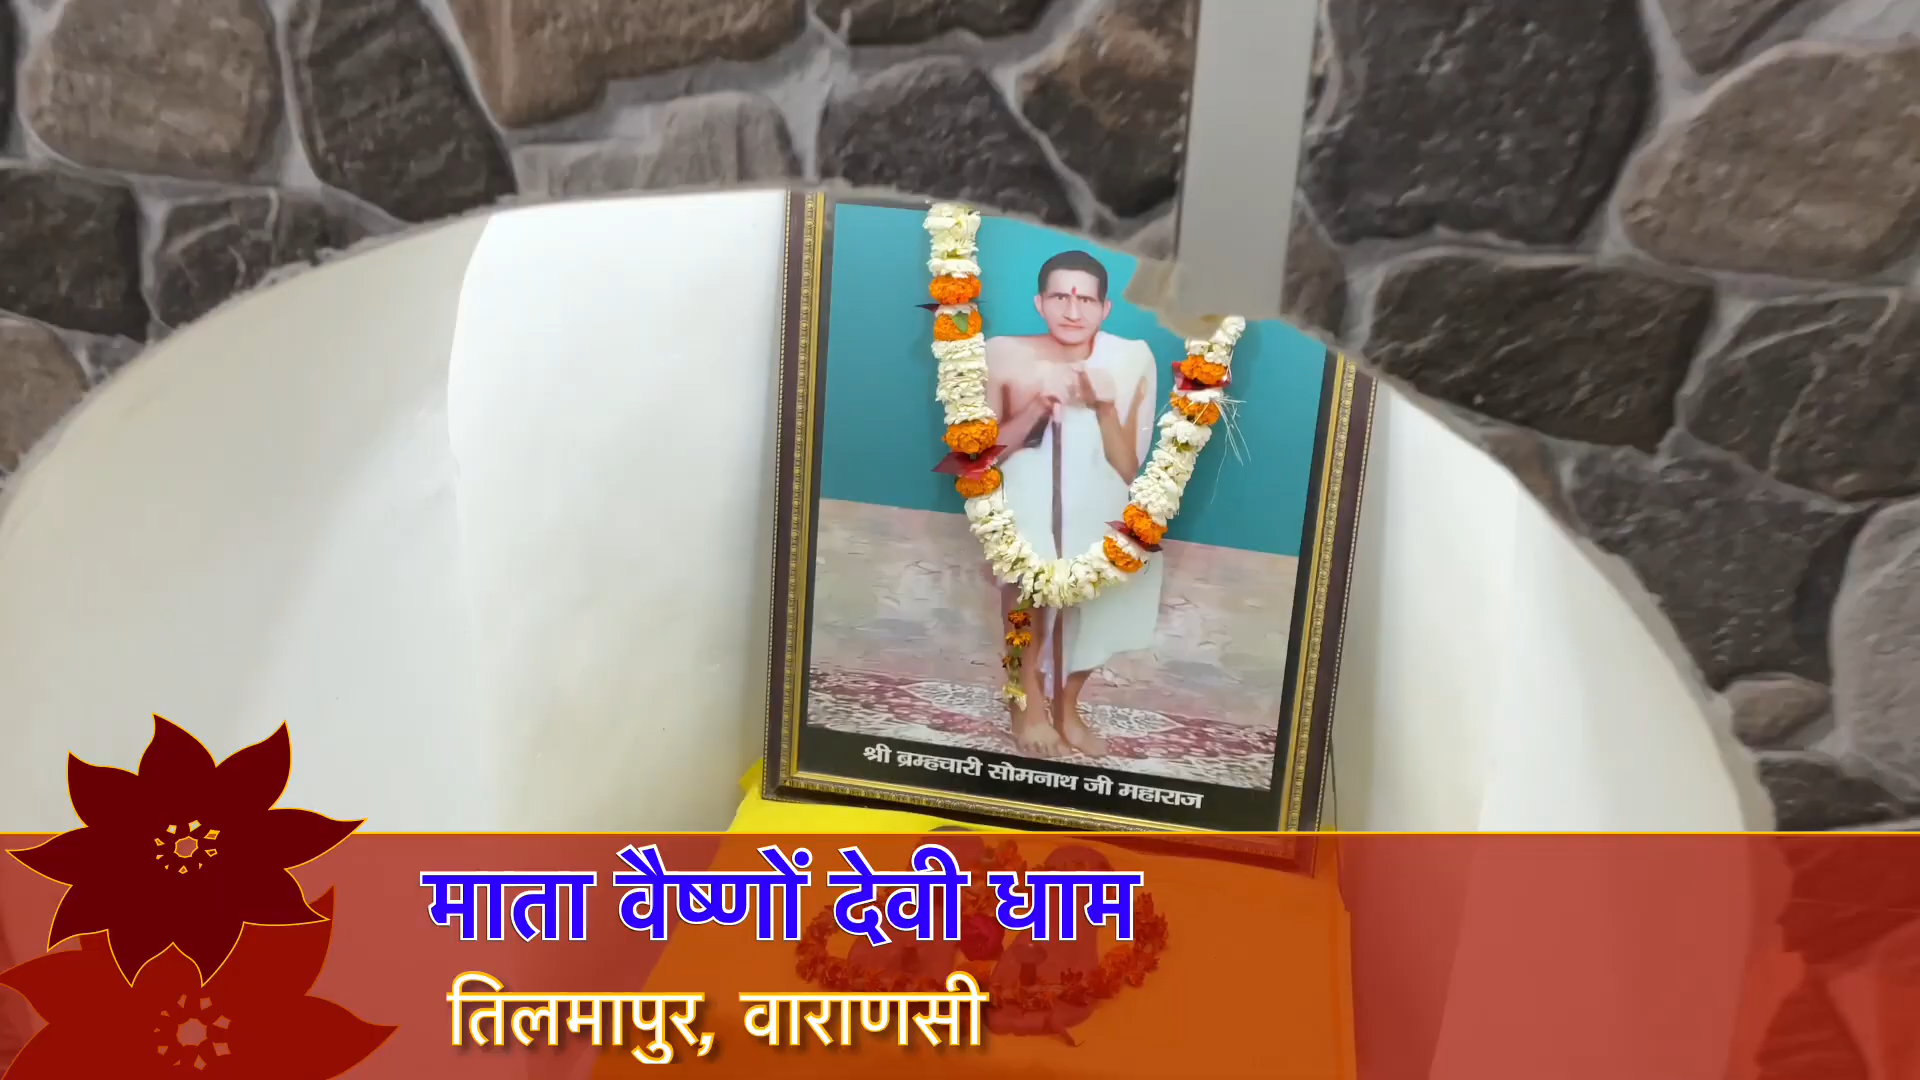 श्री ब्रम्हचारी सोमनाथ जी महाराज
माता वैष्णों देवी धाम
तिलमापुर, वाराणसी